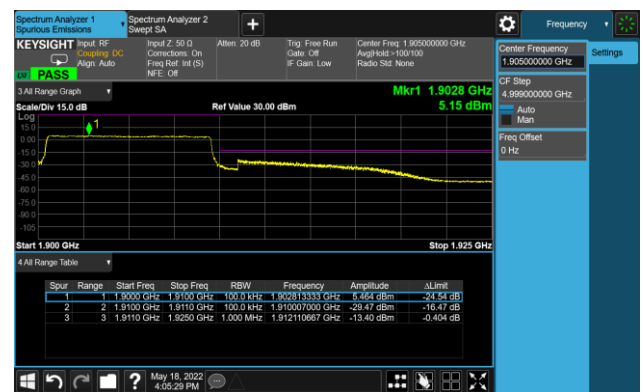 Spectrum Analyzer 1
Spurious Emissions
Spectrum Analyzer 2
Swept SA
+
Frequency
KEYSIGHT
Input: RF
Coupling: DC
Align: Auto
Input Z: 50 Ω
Corrections: On
Freq Ref: Int (S)
NFE: Off
Atten: 20 dB
Trig: Free Run
Gate: Off
IF Gain: Low
Center Freq: 1.905000000 GHz
Avg|Hold:>100/100
Radio Std: None
PASS
Center Frequency
1.905000000 GHz
Settings
CF Step
4.999000000 GHz
Auto
Man
Freq Offset
0 Hz
3 All Range Graph
Mkr1 1.9028 GHz
5.15 dBm
Scale/Div 15.0 dB
Ref Value 30.00 dBm
Log
15.0
0.00
-15.0
-30.0
-45.0
-60.0
-75.0
-90.0
-105
1
Start 1.900 GHz
Stop 1.925 GHz
4 All Range Table
Spur Range Start Freq Stop Freq RBW Frequency Amplitude ΔLimit
1 1 1.9000 GHz 1.9100 GHz 100.0 kHz 1.902813333 GHz 5.464 dBm -24.54 dB
2 2 1.9100 GHz 1.9110 GHz 100.0 kHz 1.910007000 GHz -29.47 dBm -16.47 dB
3 3 1.9110 GHz 1.9250 GHz 1.000 MHz 1.912110667 GHz -13.40 dBm -0.404 dB
?
May 18, 2022
4:05:29 PM